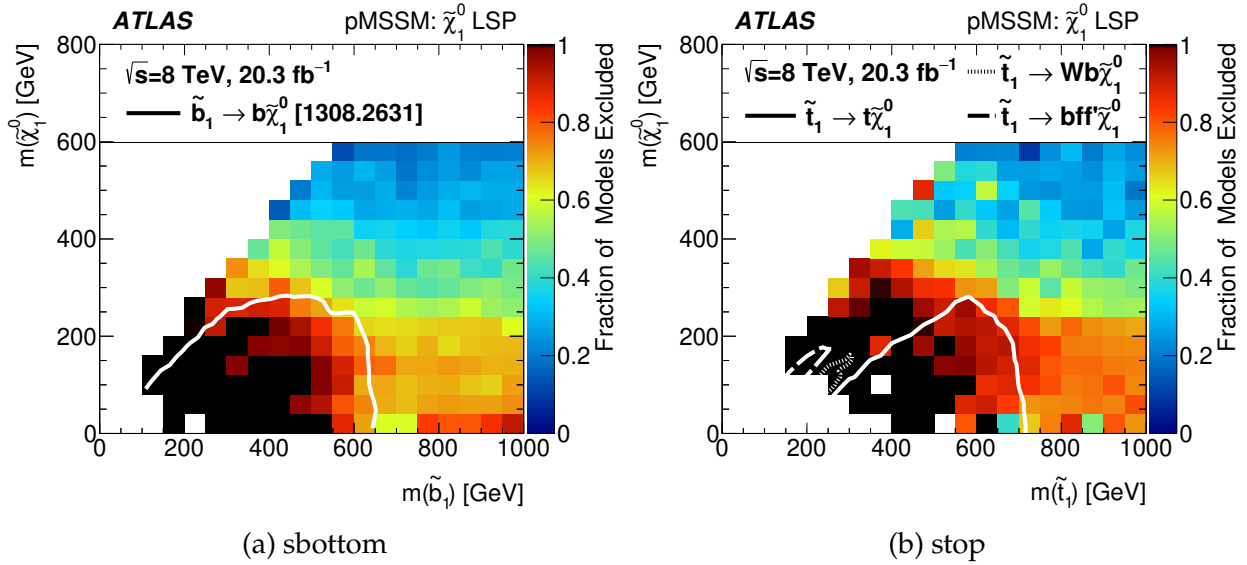 ATLAS pMSSM: χ̃₁⁰ LSP
√s=8 TeV, 20.3 fb⁻¹
b̃₁ → bχ̃₁⁰ [1308.2631]
m(χ̃₁⁰) [GeV]
800
600
400
200
0
0 200 400 600 800 1000
m(b̃₁) [GeV]
1
0.8
0.6
0.4
0.2
0
Fraction of Models Excluded
(a) sbottom
ATLAS pMSSM: χ̃₁⁰ LSP
√s=8 TeV, 20.3 fb⁻¹ t̃₁ → Wbχ̃₁⁰
t̃₁ → tχ̃₁⁰ t̃₁ → bff'χ̃₁⁰
m(χ̃₁⁰) [GeV]
800
600
400
200
0
0 200 400 600 800 1000
m(t̃₁) [GeV]
1
0.8
0.6
0.4
0.2
0
Fraction of Models Excluded
(b) stop